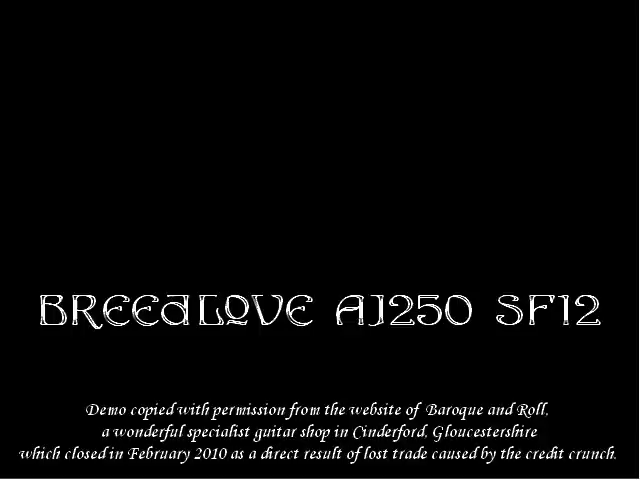 BREEdLOVE AJ250 SF12
Demo copied with permission from the website of Baroque and Roll,
a wonderful specialist guitar shop in Cinderford, Gloucestershire
which closed in February 2010 as a direct result of lost trade caused by the credit crunch.